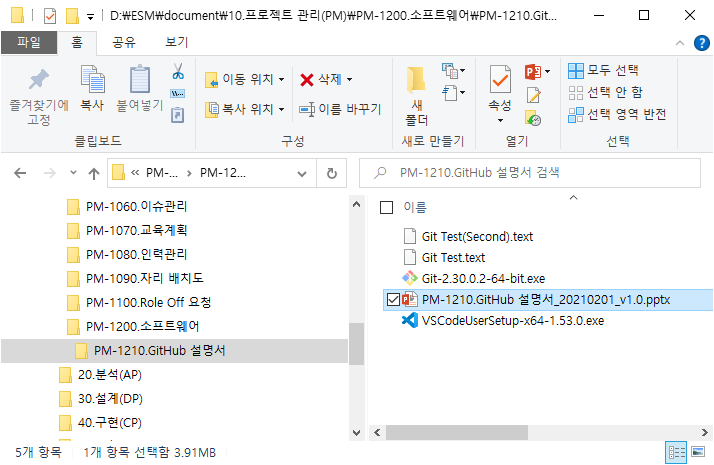 D:\ESM\document\10.프로젝트 관리(PM)\PM-1200.소프트웨어\PM-1210.Git...
파일 홈 공유 보기
즐겨찾기에 고정
복사
붙여넣기
클립보드
이동 위치
복사 위치
삭제
이름 바꾸기
구성
새 폴더
새로 만들기
속성
열기
모두 선택
선택 안 함
선택 영역 반전
선택
« PM-... › PM-12...
PM-1210.GitHub 설명서 검색
PM-1060.이슈관리
PM-1070.교육계획
PM-1080.인력관리
PM-1090.자리 배치도
PM-1100.Role Off 요청
PM-1200.소프트웨어
PM-1210.GitHub 설명서
20.분석(AP)
30.설계(DP)
40.구현(CP)
이름
Git Test(Second).text
Git Test.text
Git-2.30.0.2-64-bit.exe
PM-1210.GitHub 설명서_20210201_v1.0.pptx
VSCodeUserSetup-x64-1.53.0.exe
5개 항목 1개 항목 선택함 3.91MB